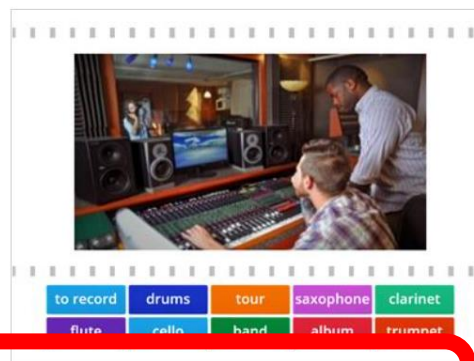 to record drums tour saxophone clarinet
flute cello band album trumpet